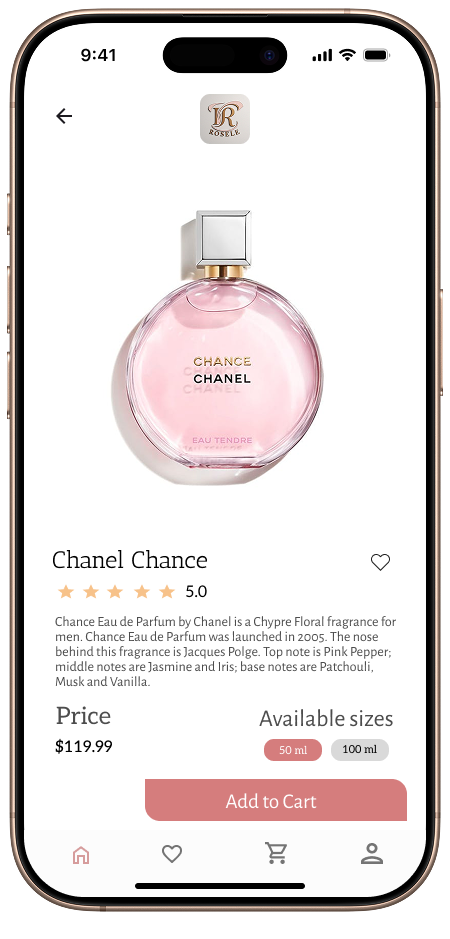 9:41
R
ROSELE
CHANCE
CHANEL
EAU TENDRE
Chanel Chance
5.0
Chance Eau de Parfum by Chanel is a Chypre Floral fragrance for
men. Chance Eau de Parfum was launched in 2005. The nose
behind this fragrance is Jacques Polge. Top note is Pink Pepper;
middle notes are Jasmine and Iris; base notes are Patchouli,
Musk and Vanilla.
Price
Available sizes
$119.99
50 ml
100 ml
Add to Cart